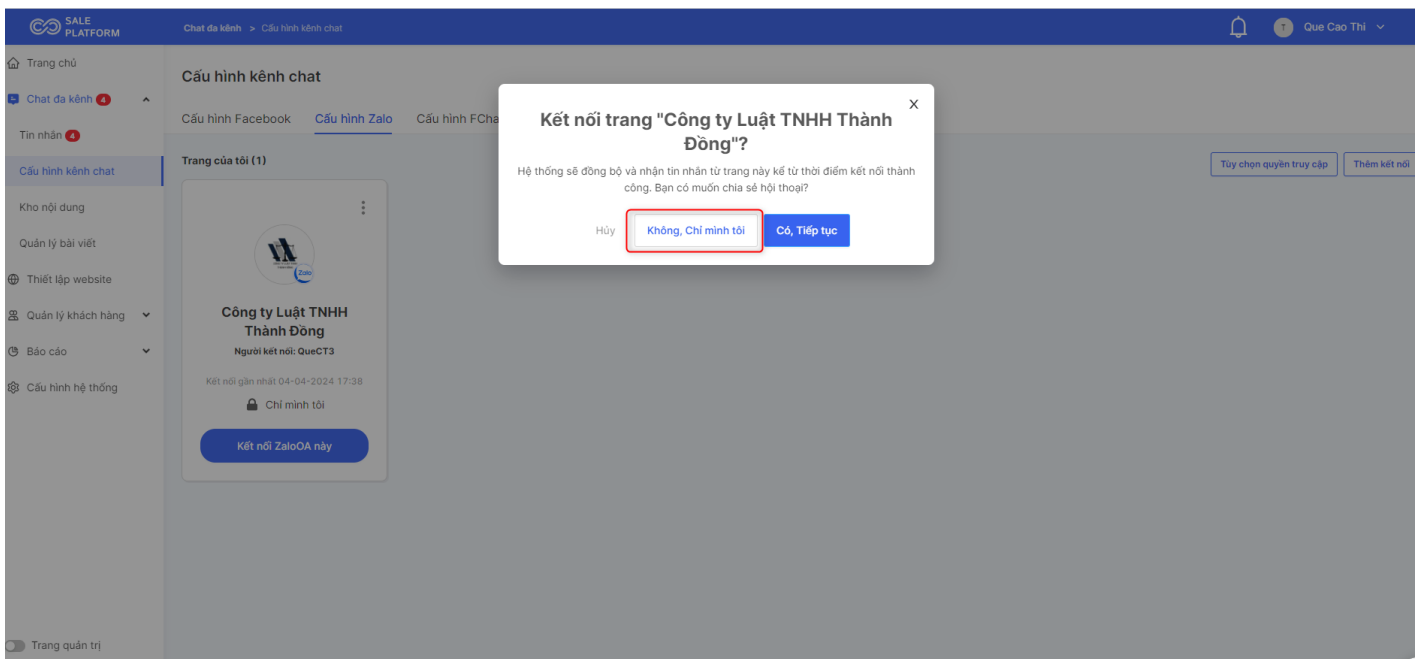 SALE
PLATFORM
Chat đa kênh > Cấu hình kênh chat
T
Que Cao Thi
Trang chủ
Chat đa kênh 4
Tin nhắn 4
Cấu hình kênh chat
Kho nội dung
Quản lý bài viết
Thiết lập website
Quản lý khách hàng
Báo cáo
Cấu hình hệ thống
Trang quản trị
Cấu hình kênh chat
Cấu hình Facebook
Cấu hình Zalo
Cấu hình FCha
Trang của tôi (1)
Tùy chọn quyền truy cập
Thêm kết nối
Zalo
Công ty Luật TNHH
Thành Đồng
Người kết nối: QueCT3
Kết nối gần nhất 04-04-2024 17:38
Chỉ mình tôi
Kết nối ZaloOA này
X
Kết nối trang "Công ty Luật TNHH Thành
Đồng"?
Hệ thống sẽ đồng bộ và nhận tin nhắn từ trang này kể từ thời điểm kết nối thành
công. Bạn có muốn chia sẻ hội thoại?
Hủy
Không, Chỉ mình tôi
Có, Tiếp tục